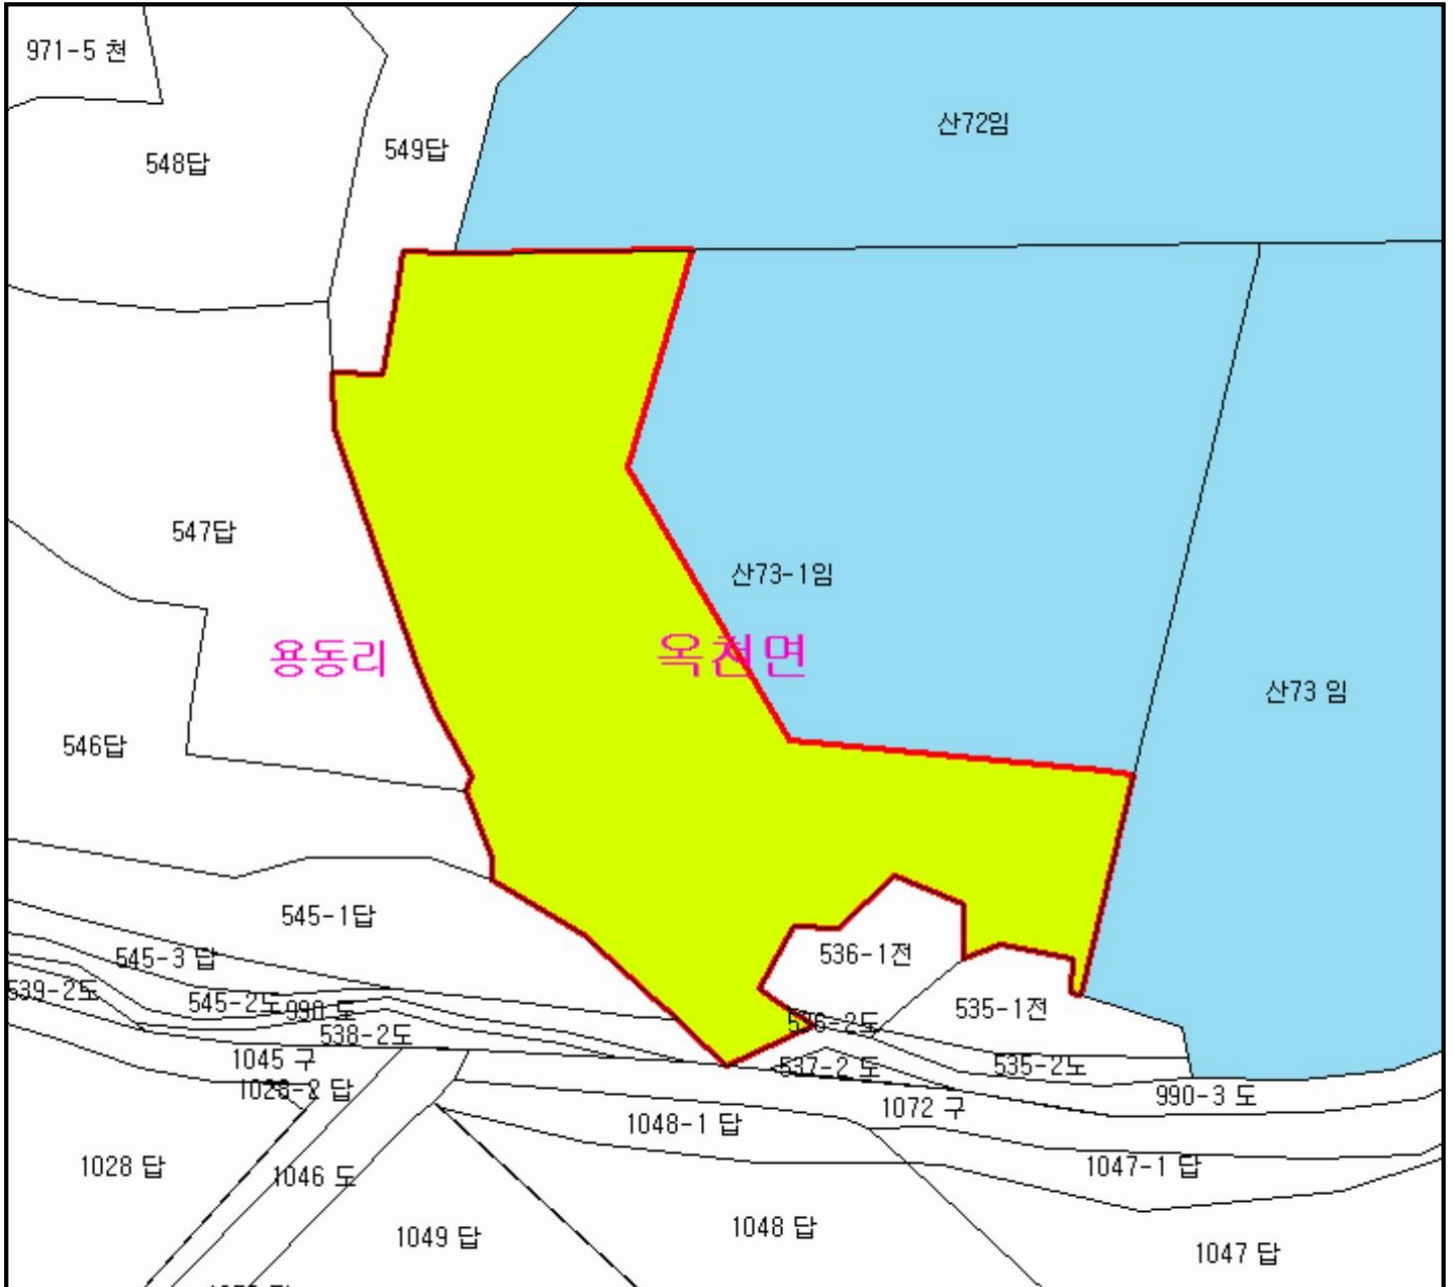 971-5 천
산72임
549답
548답
547답
산73-1임
용동리
옥천면
산73 임
546답
545-1답
536-1전
545-3 답
539-2도
545-2도
990 도
535-1전
536-2도
538-2도
1045 구
537-2 도
535-2도
1028-2 답
990-3 도
1072 구
1048-1 답
1028 답
1046 도
1047-1 답
1049 답
1048 답
1047 답